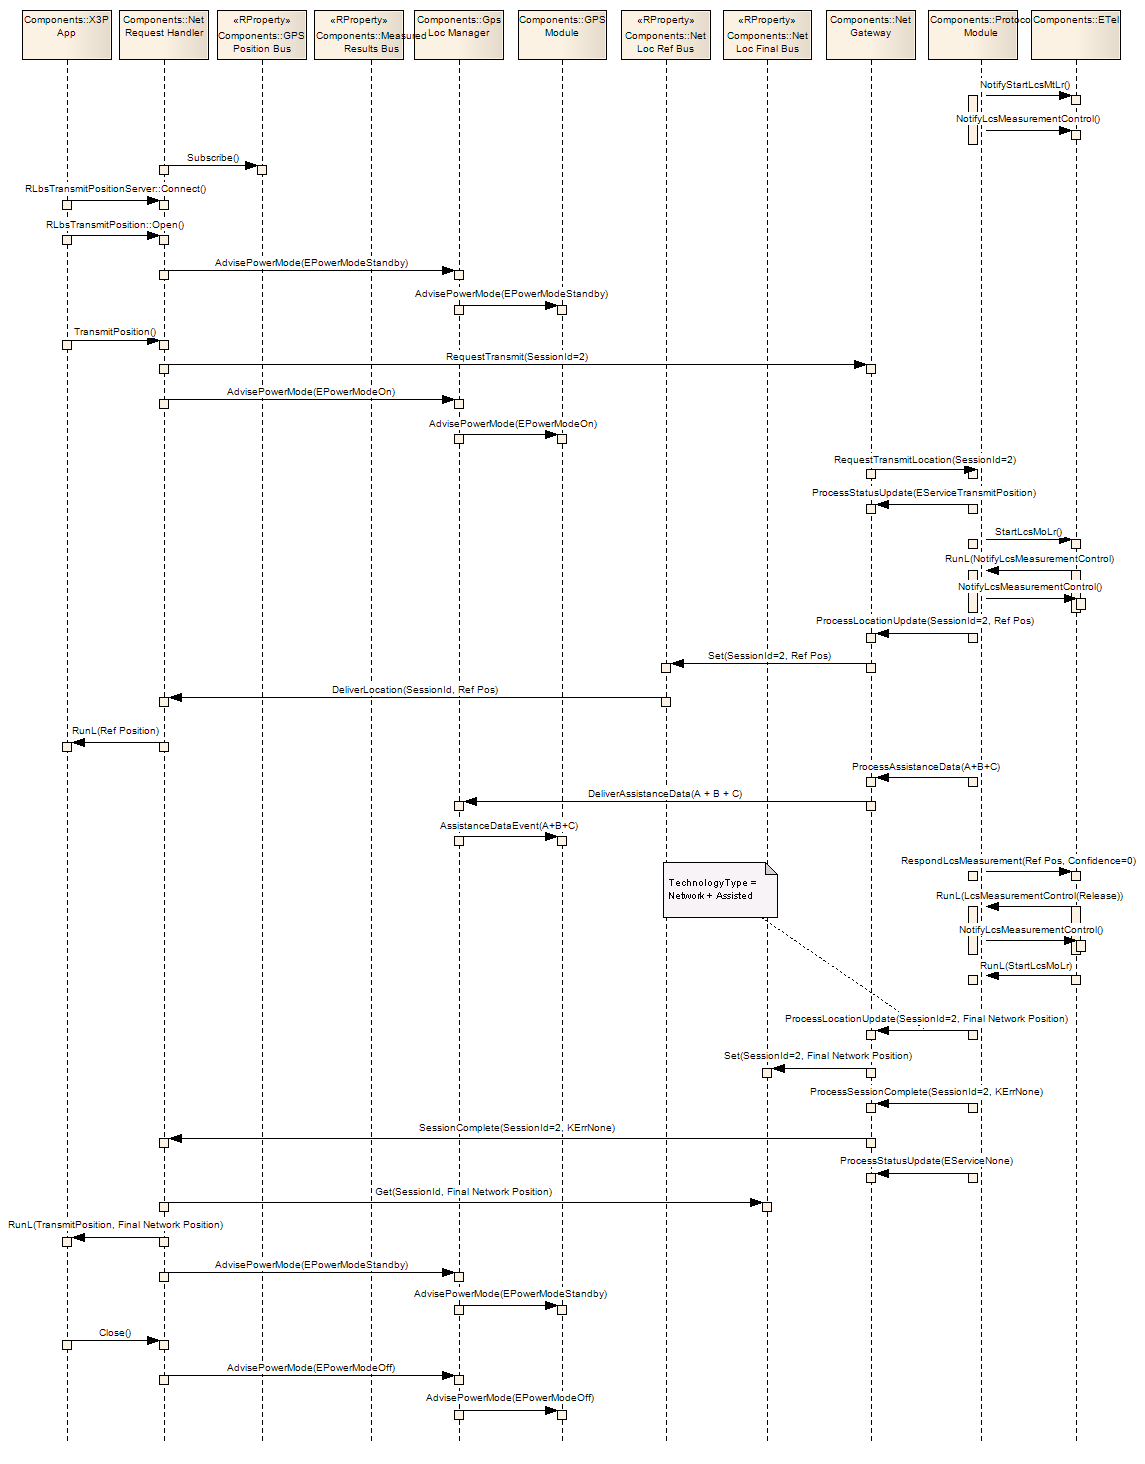 Components::X3P
App
Components::Net
Request Handler
«RProperty»
Components::GPS
Position Bus
«RProperty»
Components::Measured
Results Bus
Components::Gps
Loc Manager
Components::GPS
Module
«RProperty»
Components::Net
Loc Ref Bus
«RProperty»
Components::Net
Loc Final Bus
Components::Net
Gateway
Components::Protoco
Module
Components::ETel
NotifyStartLcsMtLr()
NotifyLcsMeasurementControl()
Subscribe()
RLbsTransmitPositionServer::Connect()
RLbsTransmitPosition::Open()
AdvisePowerMode(EPowerModeStandby)
AdvisePowerMode(EPowerModeStandby)
TransmitPosition()
RequestTransmit(SessionId=2)
AdvisePowerMode(EPowerModeOn)
AdvisePowerMode(EPowerModeOn)
RequestTransmitLocation(SessionId=2)
ProcessStatusUpdate(EServiceTransmitPosition)
StartLcsMoLr()
RunL(NotifyLcsMeasurementControl)
NotifyLcsMeasurementControl()
ProcessLocationUpdate(SessionId=2, Ref Pos)
Set(SessionId=2, Ref Pos)
DeliverLocation(SessionId, Ref Pos)
RunL(Ref Position)
ProcessAssistanceData(A+B+C)
DeliverAssistanceData(A + B + C)
AssistanceDataEvent(A+B+C)
RespondLcsMeasurement(Ref Pos, Confidence=0)
TechnologyType =
Network + Assisted
RunL(LcsMeasurementControl(Release))
NotifyLcsMeasurementControl()
RunL(StartLcsMoLr)
ProcessLocationUpdate(SessionId=2, Final Network Position)
Set(SessionId=2, Final Network Position)
ProcessSessionComplete(SessionId=2, KErrNone)
SessionComplete(SessionId=2, KErrNone)
ProcessStatusUpdate(EServiceNone)
Get(SessionId, Final Network Position)
RunL(TransmitPosition, Final Network Position)
AdvisePowerMode(EPowerModeStandby)
AdvisePowerMode(EPowerModeStandby)
Close()
AdvisePowerMode(EPowerModeOff)
AdvisePowerMode(EPowerModeOff)